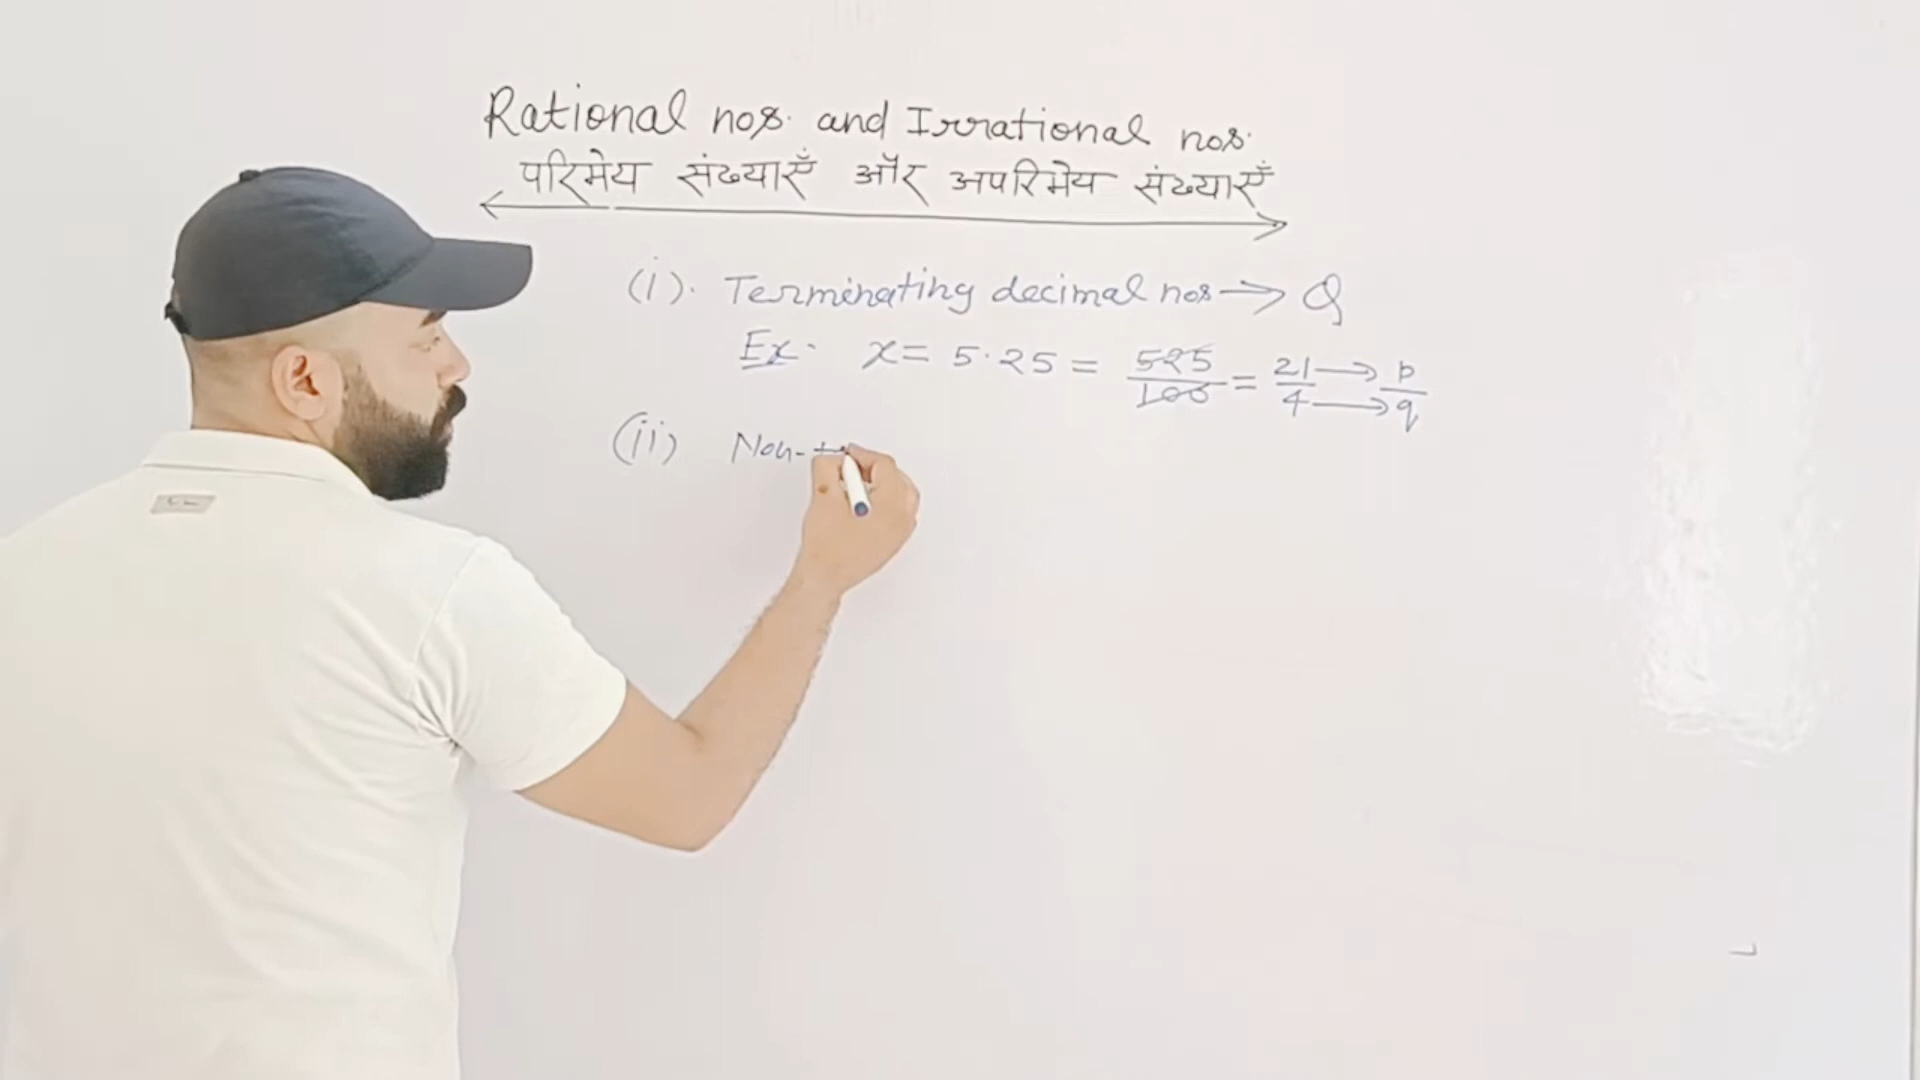 Rational nos. and Irrational nos.
परिमेय संख्याएँ और अपरिमेय संख्याएँ
(i). Terminating decimal nos → Q
Ex. x = 5.25 = 525/100 = 21/4 → p/q
(ii) Non-